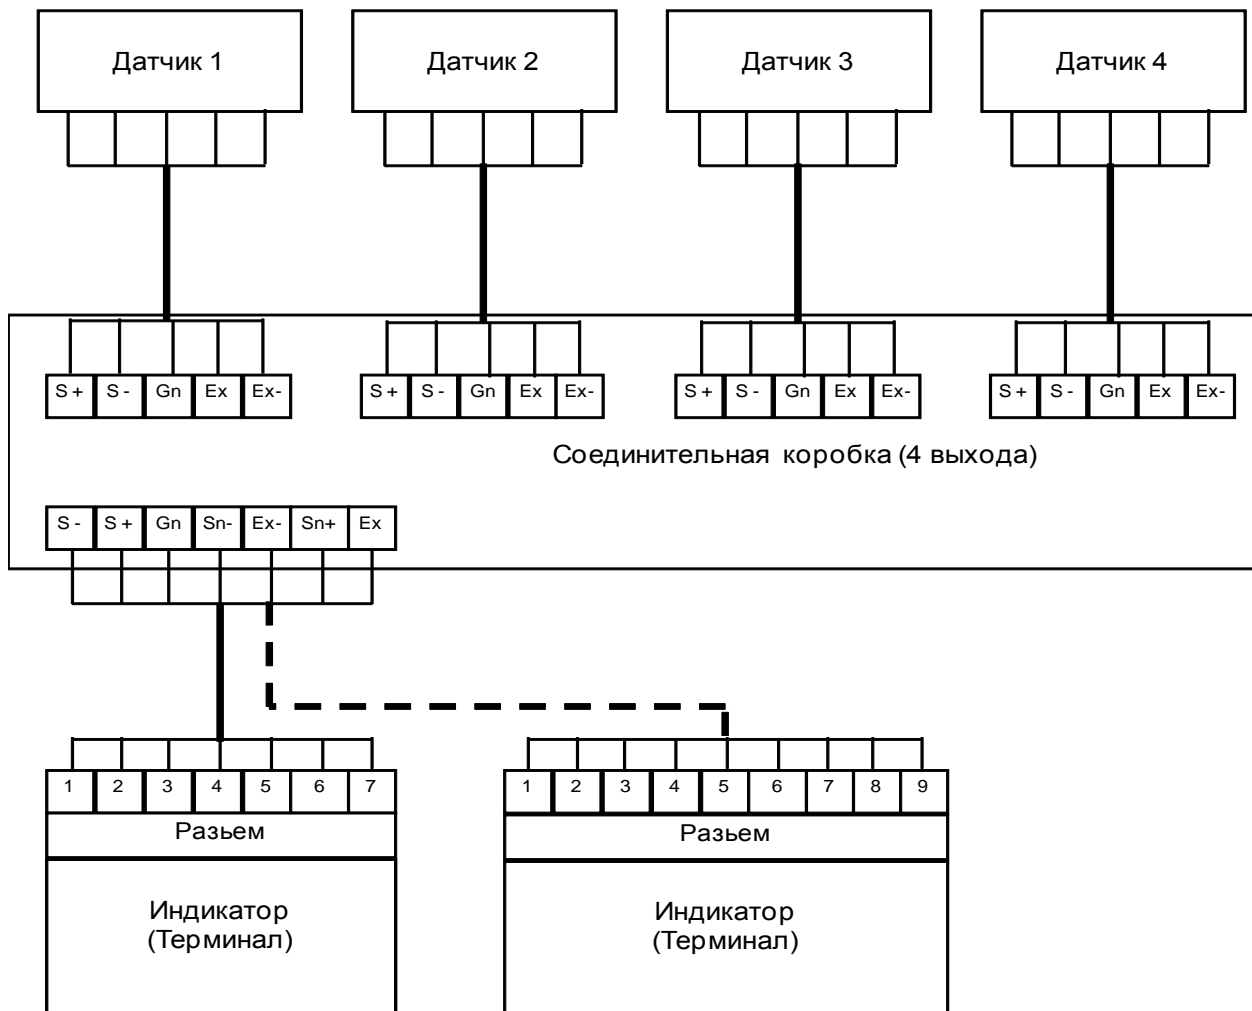 Датчик 1 Датчик 2 Датчик 3 Датчик 4
S + S - Gn Ex Ex- S + S - Gn Ex Ex- S + S - Gn Ex Ex- S + S - Gn Ex Ex-
Соединительная коробка (4 выхода)
S - S + Gn Sn- Ex- Sn+ Ex
1 2 3 4 5 6 7 1 2 3 4 5 6 7 8 9
Разьем Разьем
Индикатор Индикатор
(Терминал) (Терминал)